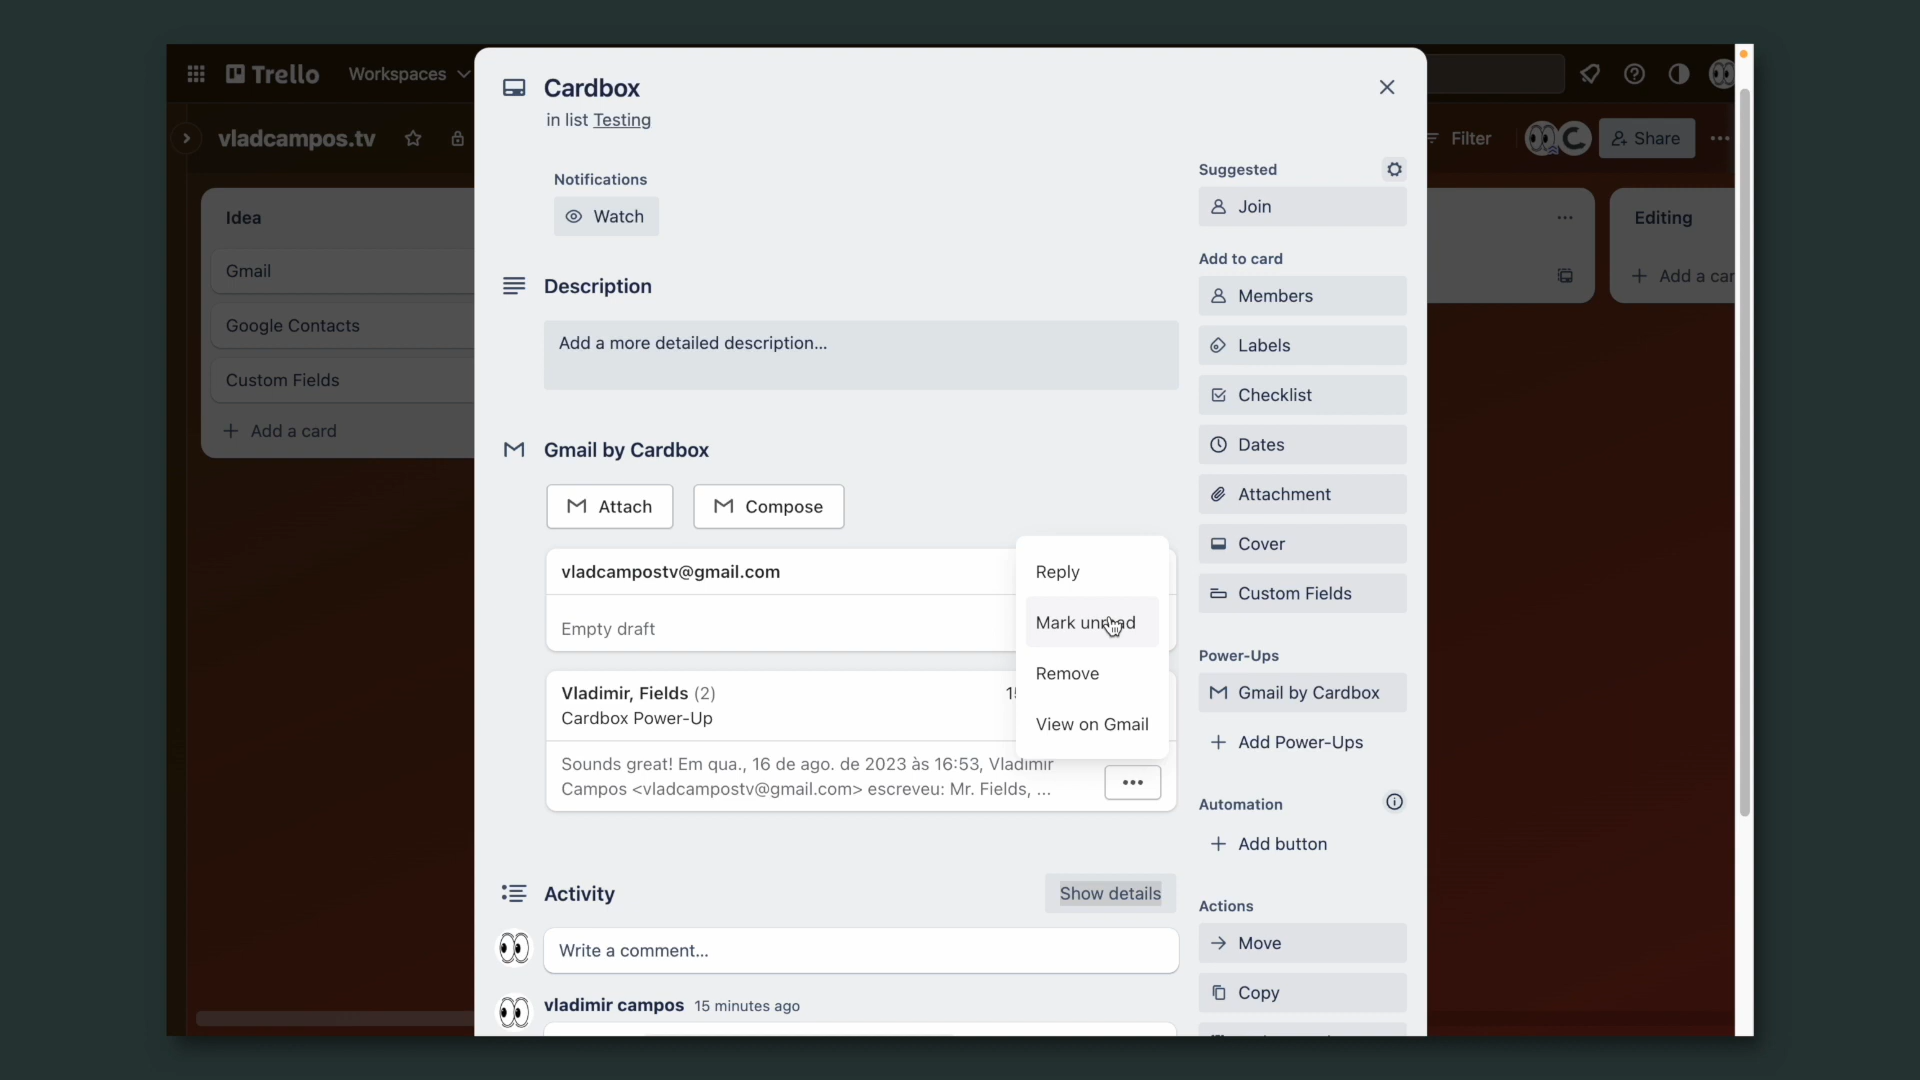 Trello
Workspaces
vladcampos.tv
Filter
Share
Idea
Gmail
Google Contacts
Custom Fields
+ Add a card
Editing
+ Add a car
Cardbox
in list Testing
Notifications
Watch
Description
Add a more detailed description...
Gmail by Cardbox
Attach
Compose
vladcampostv@gmail.com
Empty draft
Vladimir, Fields (2)
Cardbox Power-Up
Sounds great! Em qua., 16 de ago. de 2023 às 16:53, Vladimir
Campos <vladcampostv@gmail.com> escreveu: Mr. Fields, ...
Reply
Mark
Remove
View on Gmail
Activity
Show details
Write a comment...
vladimir campos 15 minutes ago
Suggested
Join
Add to card
Members
Labels
Checklist
Dates
Attachment
Cover
Custom Fields
Power-Ups
Gmail by Cardbox
+ Add Power-Ups
Automation
+ Add button
Actions
Move
Copy